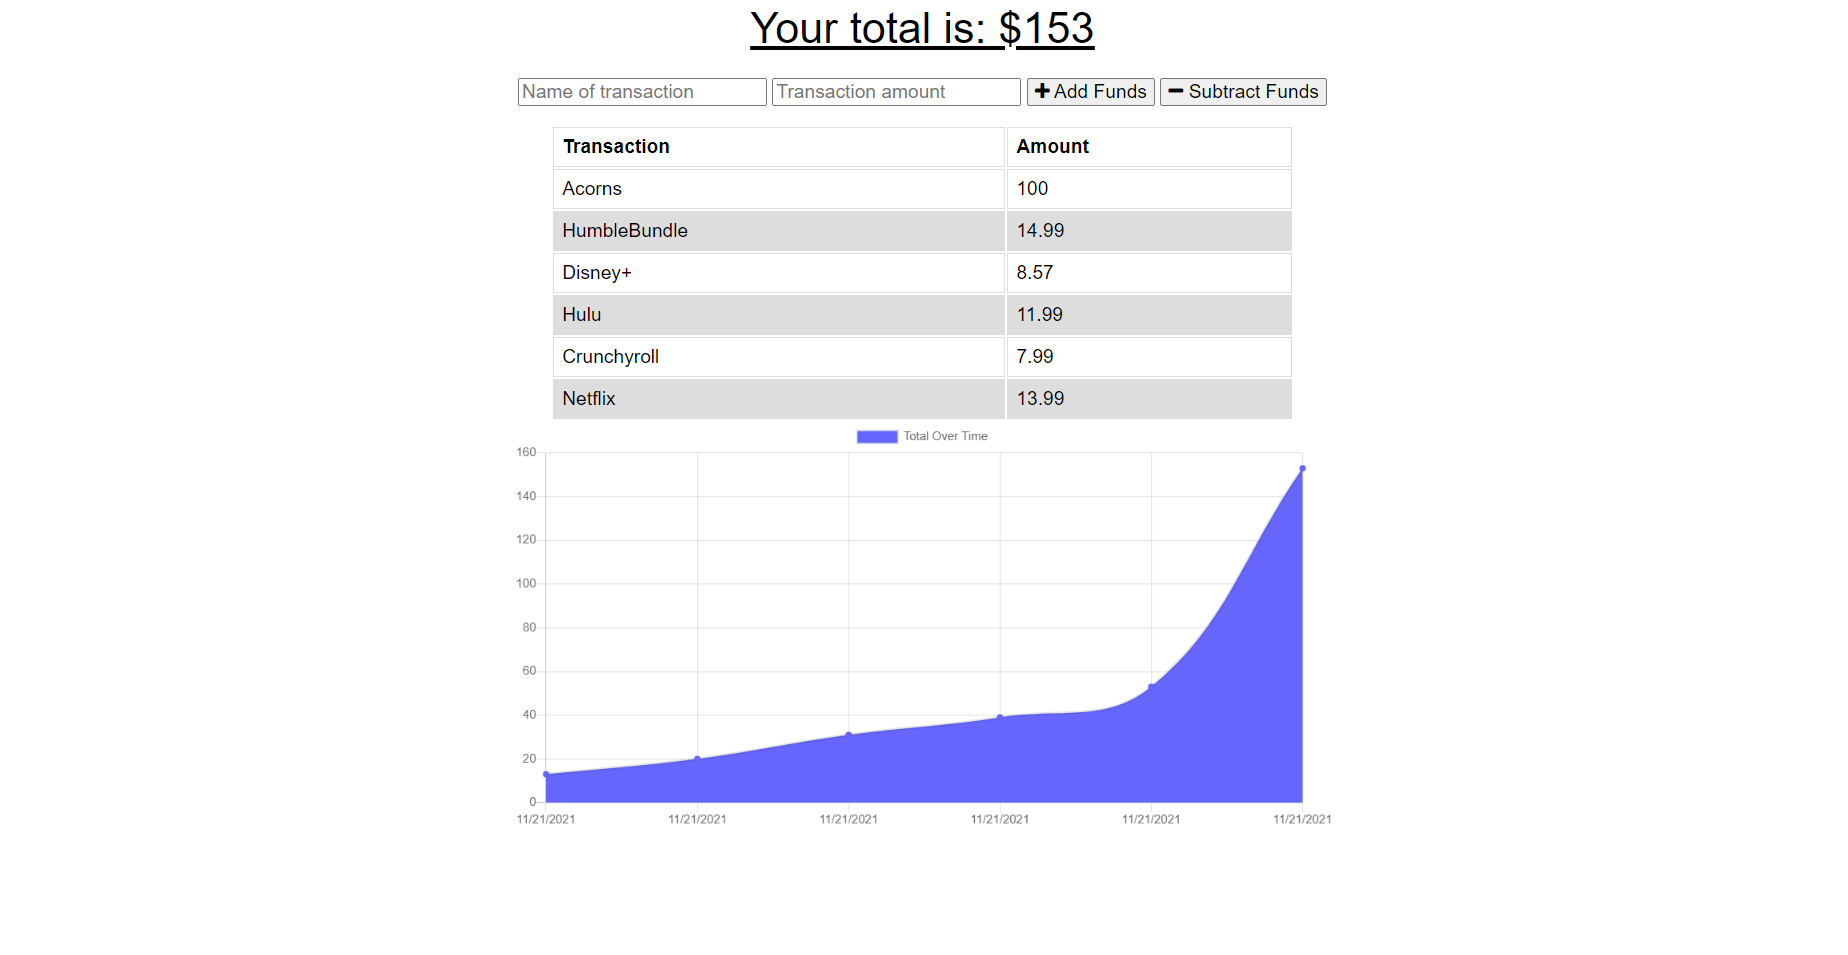 Your total is: $153
Name of transaction Transaction amount Add Funds Subtract Funds
Transaction Amount
Acorns 100
HumbleBundle 14.99
Disney+ 8.57
Hulu 11.99
Crunchyroll 7.99
Netflix 13.99
Total Over Time
160
140
120
100
80
60
40
20
0
11/21/2021 11/21/2021 11/21/2021 11/21/2021 11/21/2021 11/21/2021